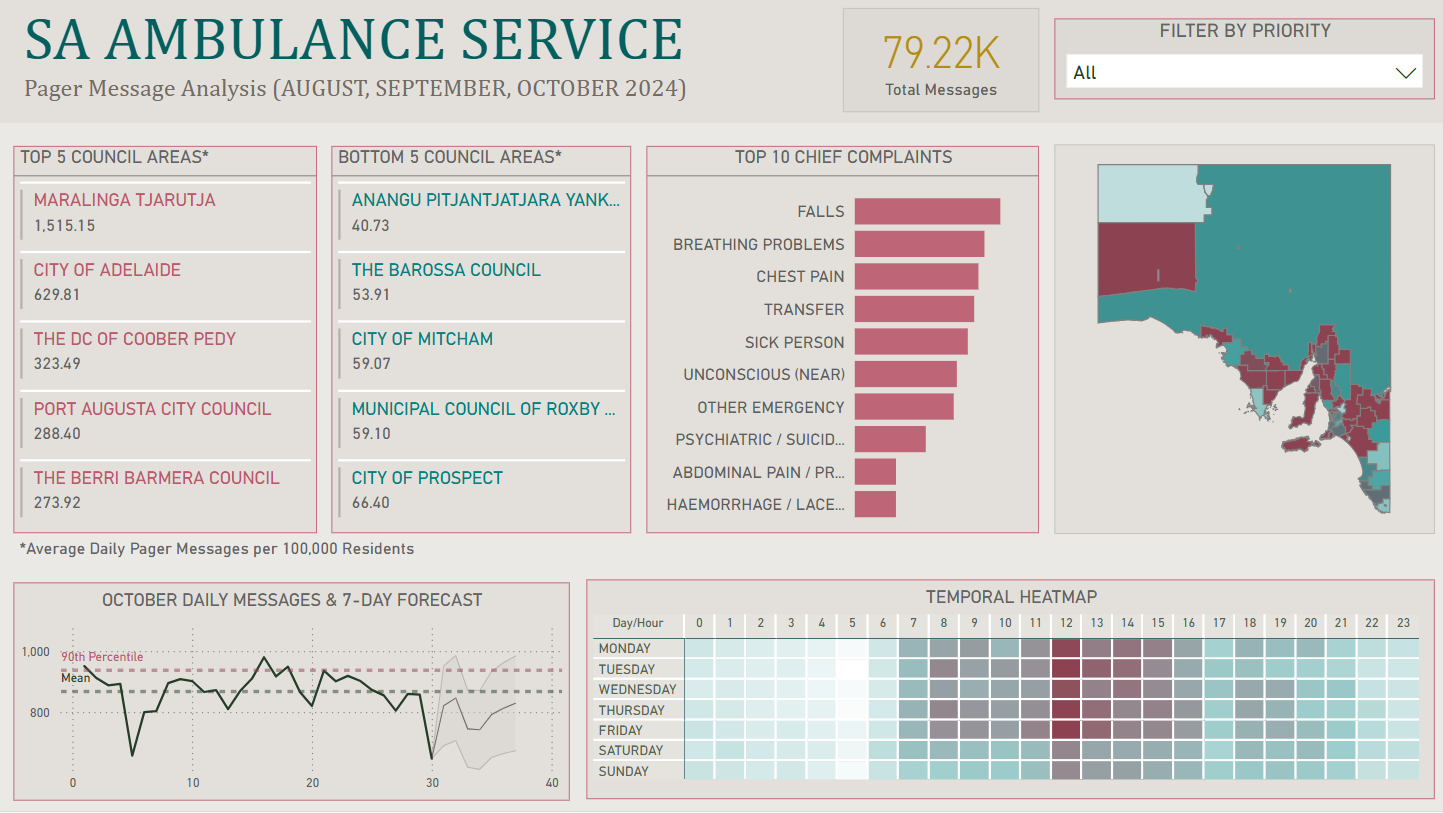 SA AMBULANCE SERVICE
Pager Message Analysis (AUGUST, SEPTEMBER, OCTOBER 2024)
79.22K
Total Messages
FILTER BY PRIORITY
All
TOP 5 COUNCIL AREAS*
MARALINGA TJARUTJA
1,515.15
CITY OF ADELAIDE
629.81
THE DC OF COOBER PEDY
323.49
PORT AUGUSTA CITY COUNCIL
288.40
THE BERRI BARMERA COUNCIL
273.92
BOTTOM 5 COUNCIL AREAS*
ANANGU PITJANTJATJARA YANK...
40.73
THE BAROSSA COUNCIL
53.91
CITY OF MITCHAM
59.07
MUNICIPAL COUNCIL OF ROXBY ...
59.10
CITY OF PROSPECT
66.40
*Average Daily Pager Messages per 100,000 Residents
TOP 10 CHIEF COMPLAINTS
FALLS
BREATHING PROBLEMS
CHEST PAIN
TRANSFER
SICK PERSON
UNCONSCIOUS (NEAR)
OTHER EMERGENCY
PSYCHIATRIC / SUICID...
ABDOMINAL PAIN / PR...
HAEMORRHAGE / LACE...
OCTOBER DAILY MESSAGES & 7-DAY FORECAST
1,000
90th Percentile
Mean
800
0 10 20 30 40
TEMPORAL HEATMAP
Day/Hour 0 1 2 3 4 5 6 7 8 9 10 11 12 13 14 15 16 17 18 19 20 21 22 23
MONDAY
TUESDAY
WEDNESDAY
THURSDAY
FRIDAY
SATURDAY
SUNDAY